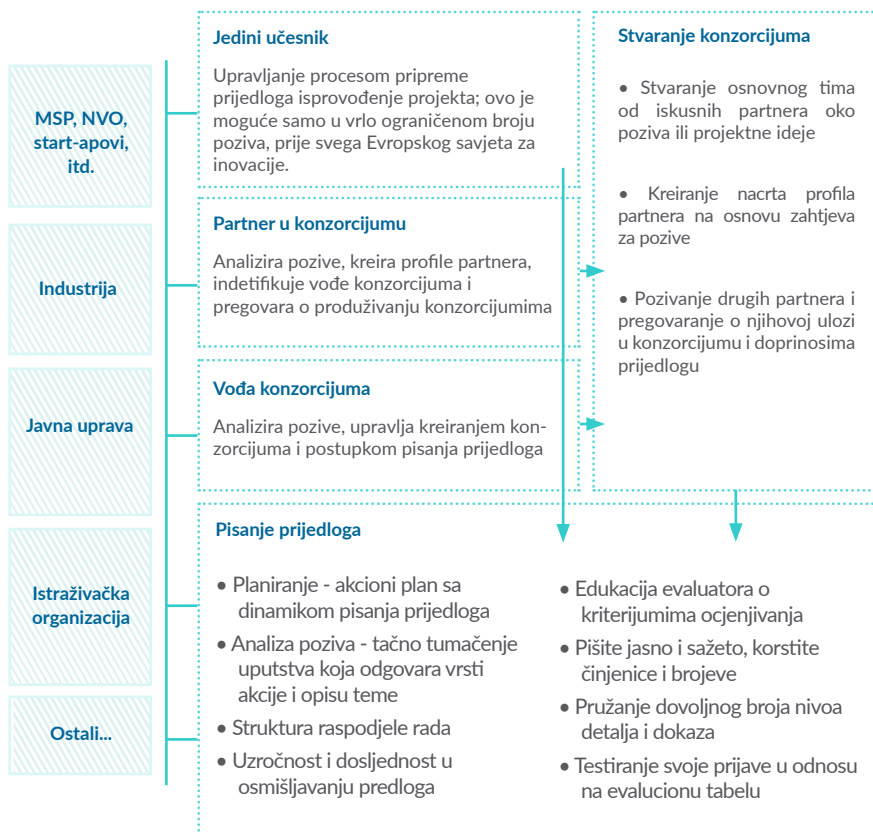 MSP, NVO,
start-apovi,
itd.
Industrija
Javna uprava
Istraživačka
organizacija
Ostali...
Jedini učesnik
Upravljanje procesom pripreme
prijedloga isprovođenje projekta; ovo je
moguće samo u vrlo ograničenom broju
poziva, prije svega Evropskog savjeta za
inovacije.
Partner u konzorcijumu
Analizira pozive, kreira profile partnera,
indetifikuje vođe konzorcijuma i
pregovara o produživanju konzorcijumima
Vođa konzorcijuma
Analizira pozive, upravlja kreiranjem kon-
zorcijuma i postupkom pisanja prijedloga
Stvaranje konzorcijuma
• Stvaranje osnovnog tima
od iskusnih partnera oko
poziva ili projektne ideje
• Kreiranje nacrta profila
partnera na osnovu zahtjeva
za pozive
• Pozivanje drugih partnera i
pregovaranje o njihovoj ulozi
u konzorcijumu i doprinosima
prijedlogu
Pisanje prijedloga
• Planiranje - akcioni plan sa
dinamikom pisanja prijedloga
• Analiza poziva - tačno tumačenje
uputstva koja odgovara vrsti
akcije i opisu teme
• Struktura raspodjele rada
• Uzročnost i dosljednost u
osmišljavanju predloga
• Edukacija evaluatora o
kriterijumima ocjenjivanja
• Pišite jasno i sažeto, korstite
činjenice i brojeve
• Pružanje dovoljnog broja nivoa
detalja i dokaza
• Testiranje svoje prijave u odnosu
na evalucionu tabelu